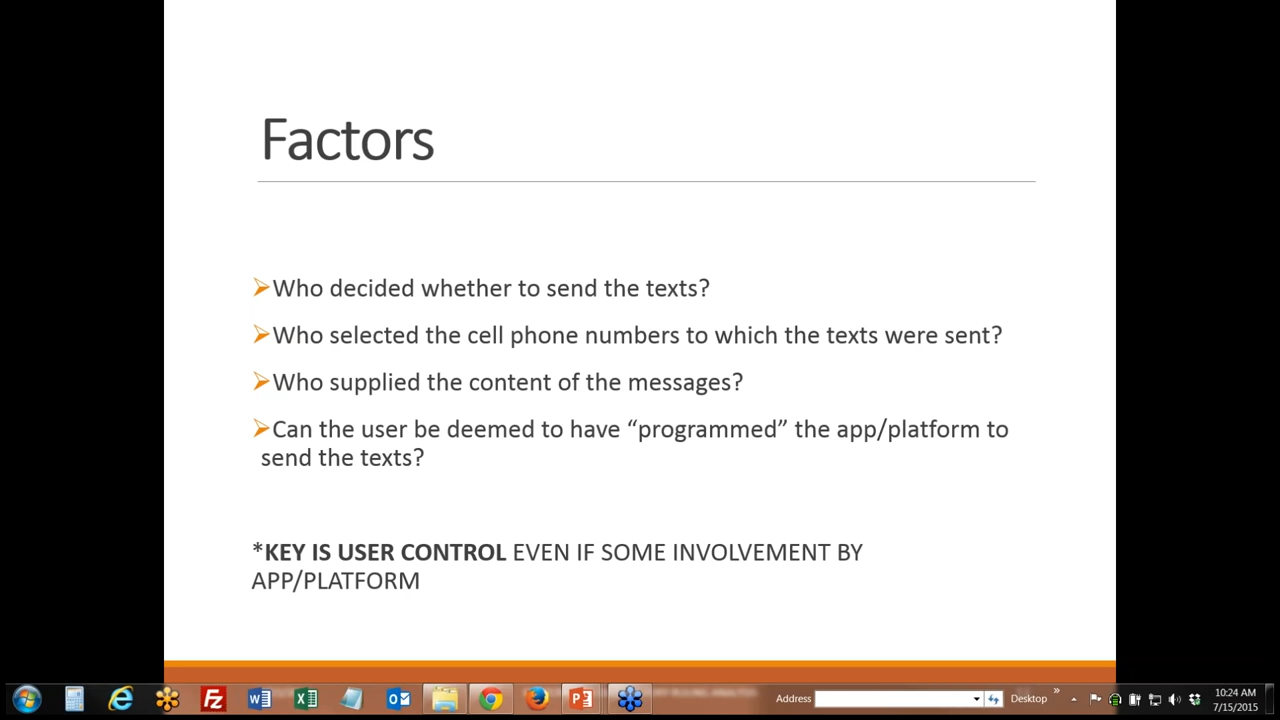 Factors
➢Who decided whether to send the texts?
➢Who selected the cell phone numbers to which the texts were sent?
➢Who supplied the content of the messages?
➢Can the user be deemed to have “programmed” the app/platform to
send the texts?
*KEY IS USER CONTROL EVEN IF SOME INVOLVEMENT BY
APP/PLATFORM
Address
Desktop
»
10:24 AM
7/15/2015